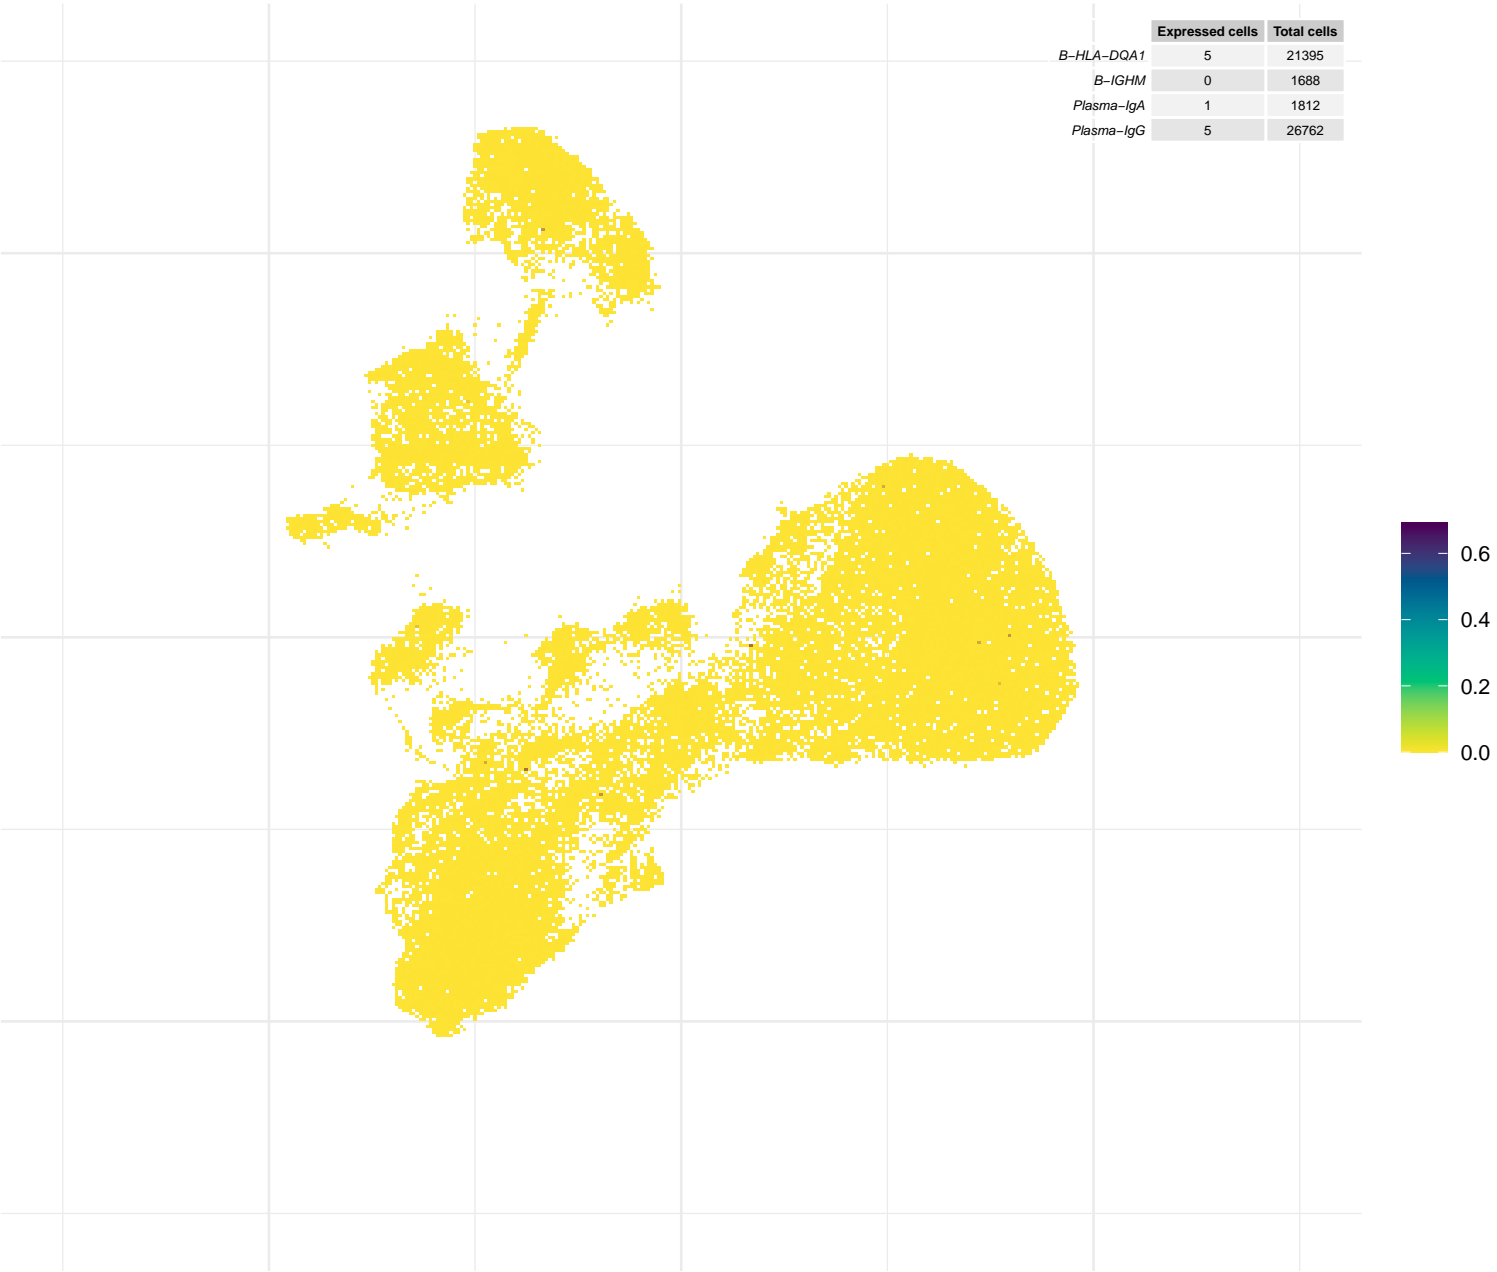 Expressed cells Total cells
B−HLA−DQA1 5 21395
B−IGHM 0 1688
Plasma−IgA 1 1812
Plasma−IgG 5 26762
0.6
0.4
0.2
0.0